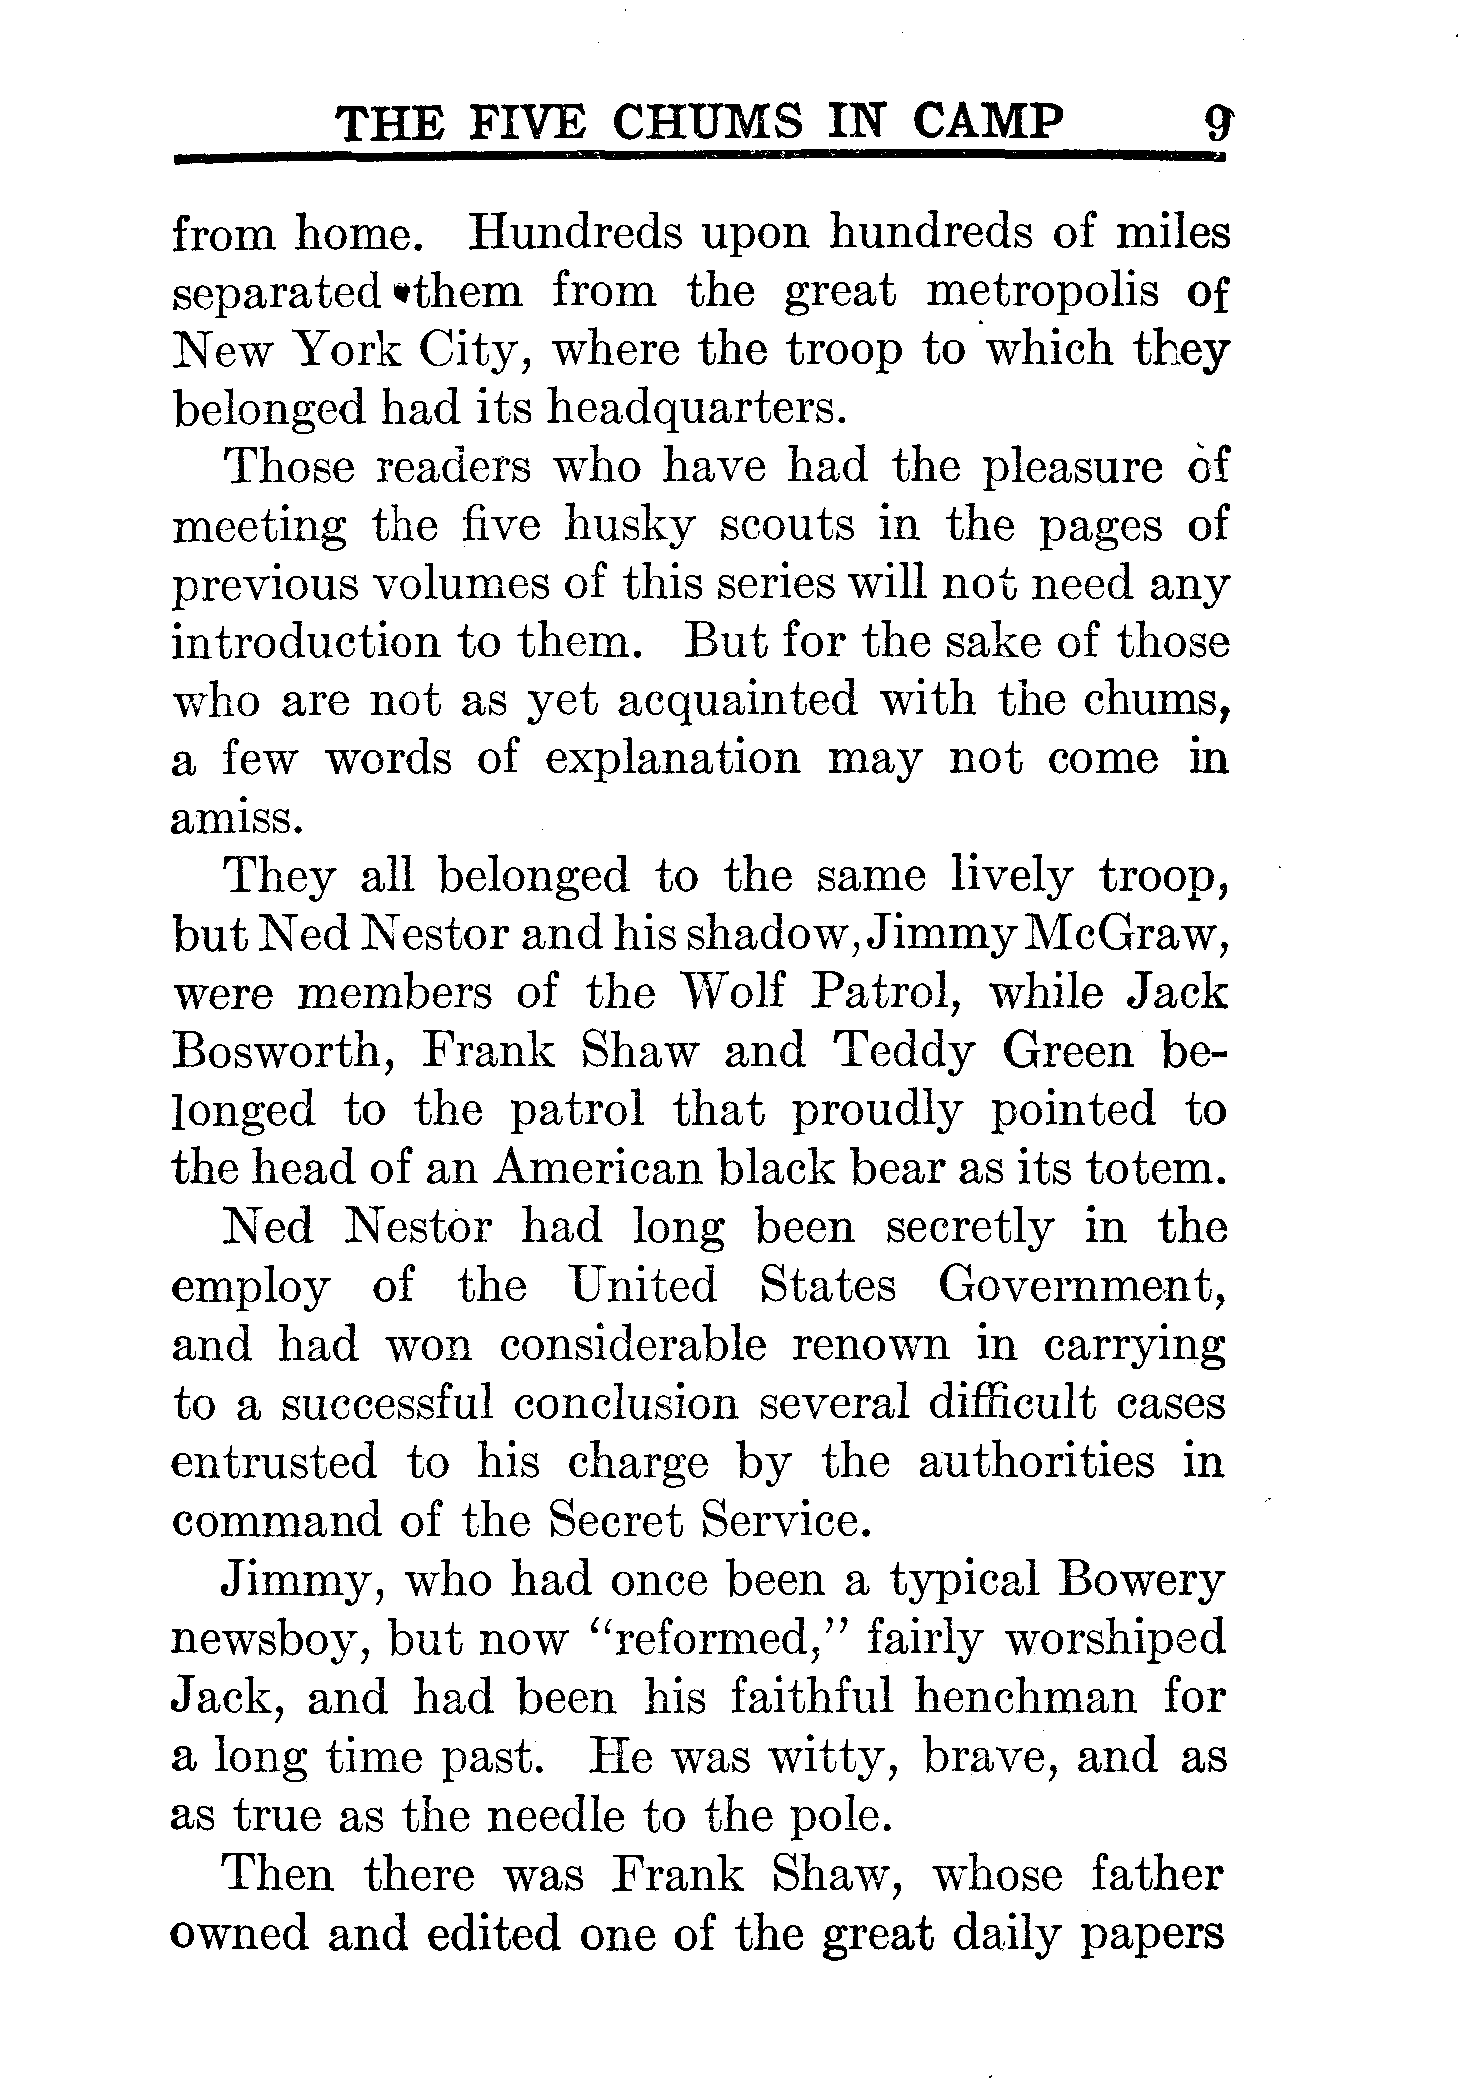 THE FIVE CHUMS IN CAMP 9
from home. Hundreds upon hundreds of miles
separated them from the great metropolis of
New York City, where the troop to which they
belonged had its headquarters.
Those readers who have had the pleasure of
meeting the five husky scouts in the pages of
previous volumes of this series will not need any
introduction to them. But for the sake of those
who are not as yet acquainted with the chums,
a few words of explanation may not come in
amiss.
They all belonged to the same lively troop,
but Ned Nestor and his shadow, Jimmy McGraw,
were members of the Wolf Patrol, while Jack
Bosworth, Frank Shaw and Teddy Green be-
longed to the patrol that proudly pointed to
the head of an American black bear as its totem.
Ned Nestor had long been secretly in the
employ of the United States Government,
and had won considerable renown in carrying
to a successful conclusion several difficult cases
entrusted to his charge by the authorities in
command of the Secret Service.
Jimmy, who had once been a typical Bowery
newsboy, but now “reformed,” fairly worshiped
Jack, and had been his faithful henchman for
a long time past. He was witty, brave, and as
as true as the needle to the pole.
Then there was Frank Shaw, whose father
owned and edited one of the great daily papers